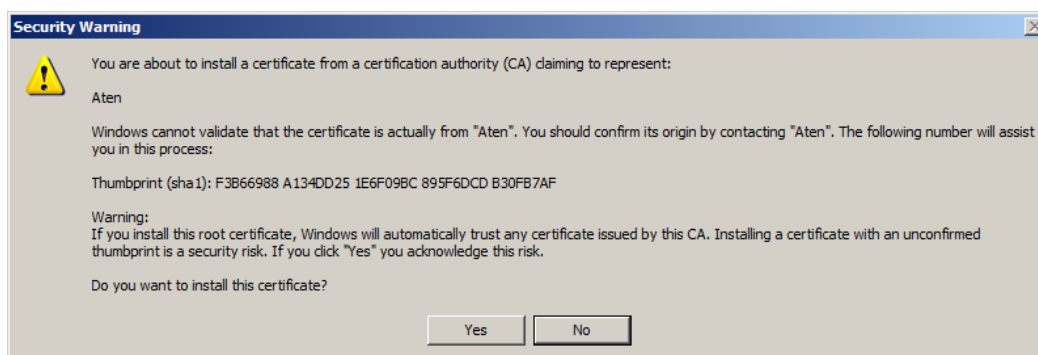 Security Warning
You are about to install a certificate from a certification authority (CA) claiming to represent:
Aten
Windows cannot validate that the certificate is actually from "Aten". You should confirm its origin by contacting "Aten". The following number will assist
you in this process:
Thumbprint (sha1): F3B66988 A134DD25 1E6F09BC 895F6DCD B30FB7AF
Warning:
If you install this root certificate, Windows will automatically trust any certificate issued by this CA. Installing a certificate with an unconfirmed
thumbprint is a security risk. If you click "Yes" you acknowledge this risk.
Do you want to install this certificate?
Yes
No